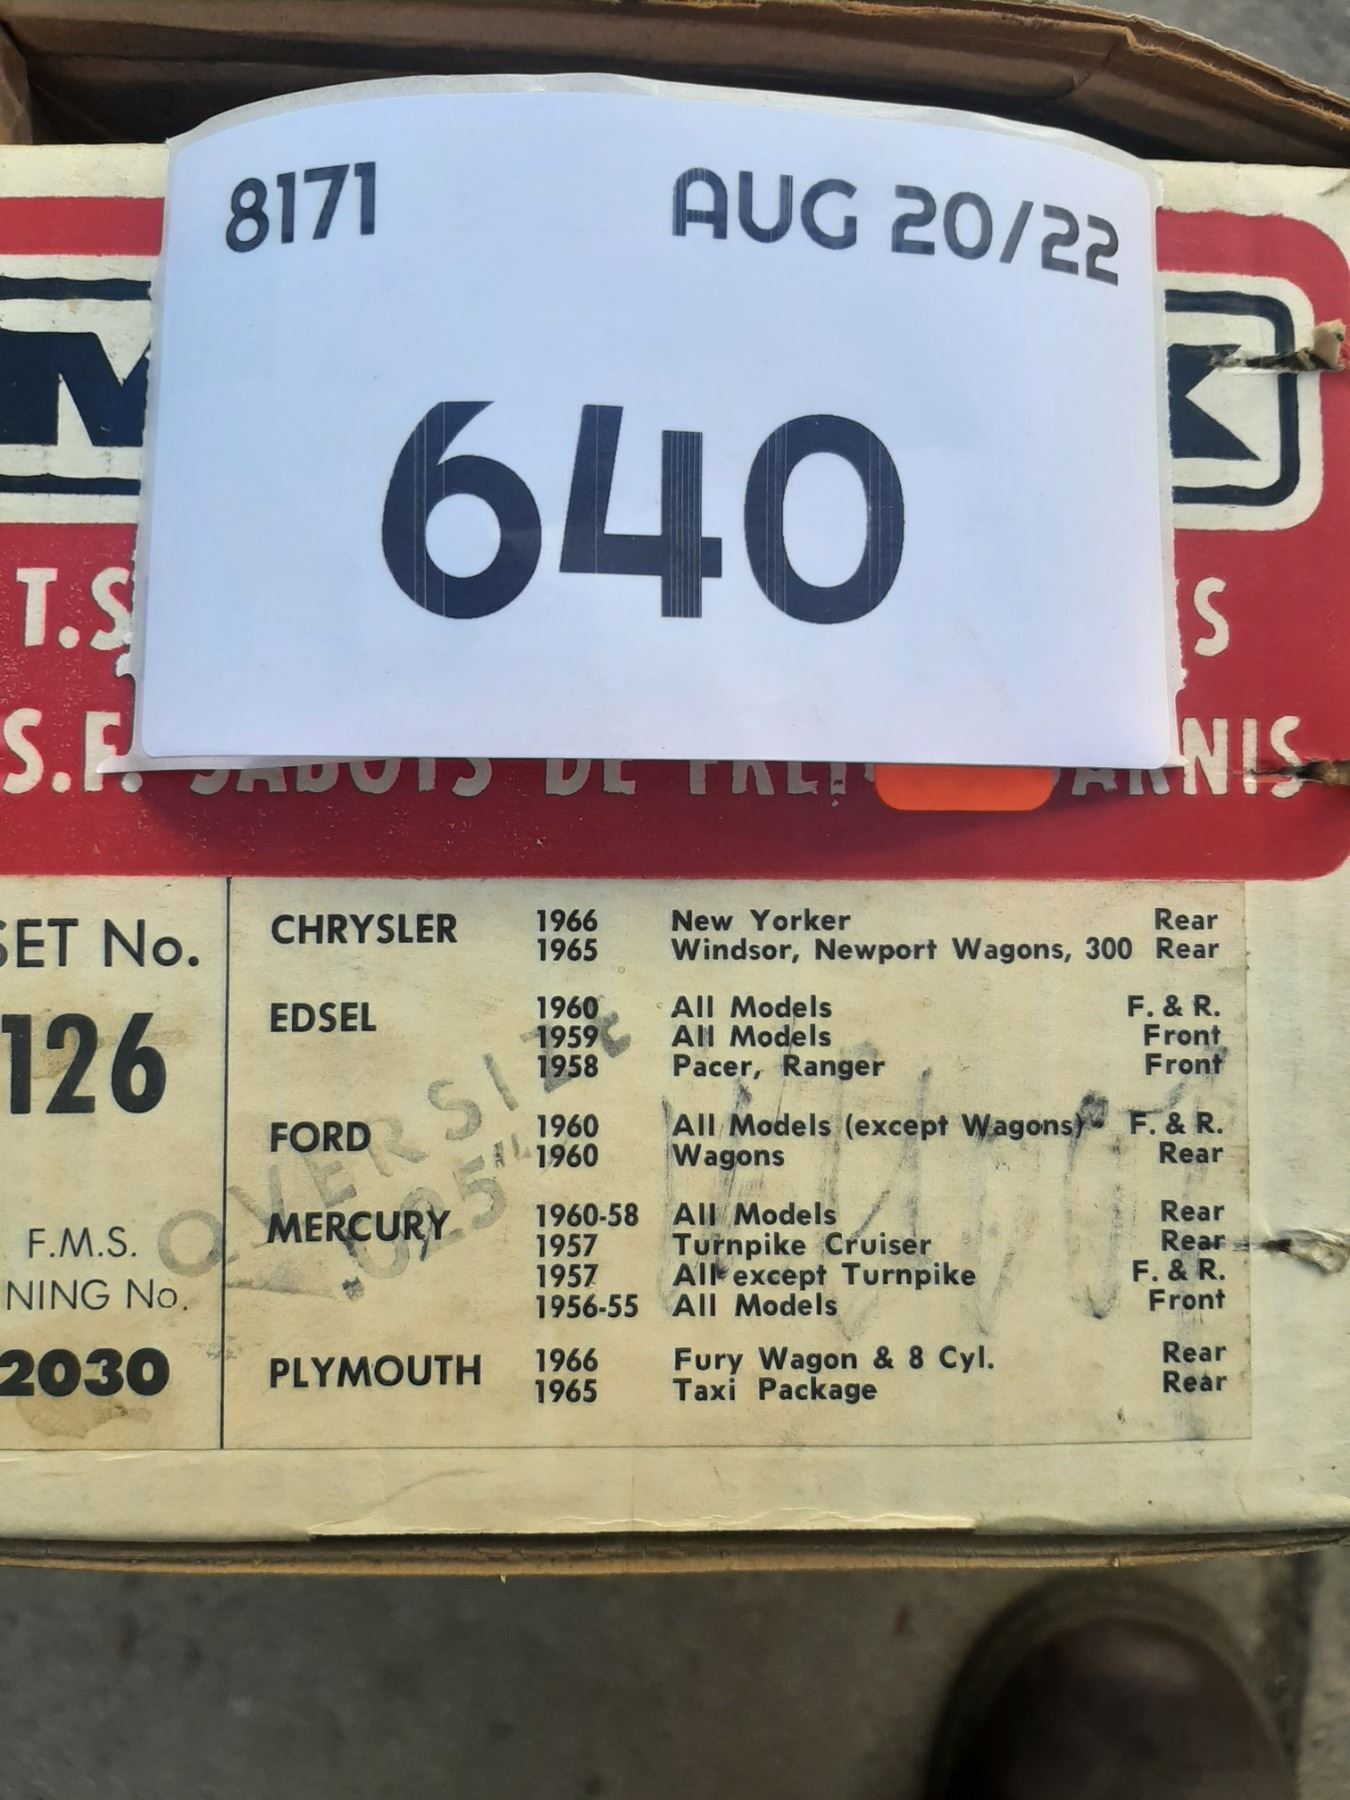 8171 AUG 20/22
640
T.S
S
S.F. SABOTS DE FREI ARNIS
SET No.
126
F.M.S.
NING No.
2030
CHRYSLER 1966 New Yorker Rear
1965 Windsor, Newport Wagons, 300 Rear
EDSEL 1960 All Models F. & R.
1959 All Models Front
1958 Pacer, Ranger Front
FORD 1960 All Models (except Wagons) F. & R.
1960 Wagons Rear
MERCURY 1960-58 All Models Rear
1957 Turnpike Cruiser Rear
1957 All except Turnpike F. & R.
1956-55 All Models Front
PLYMOUTH 1966 Fury Wagon & 8 Cyl. Rear
1965 Taxi Package Rear
OVERSIZE
.025"